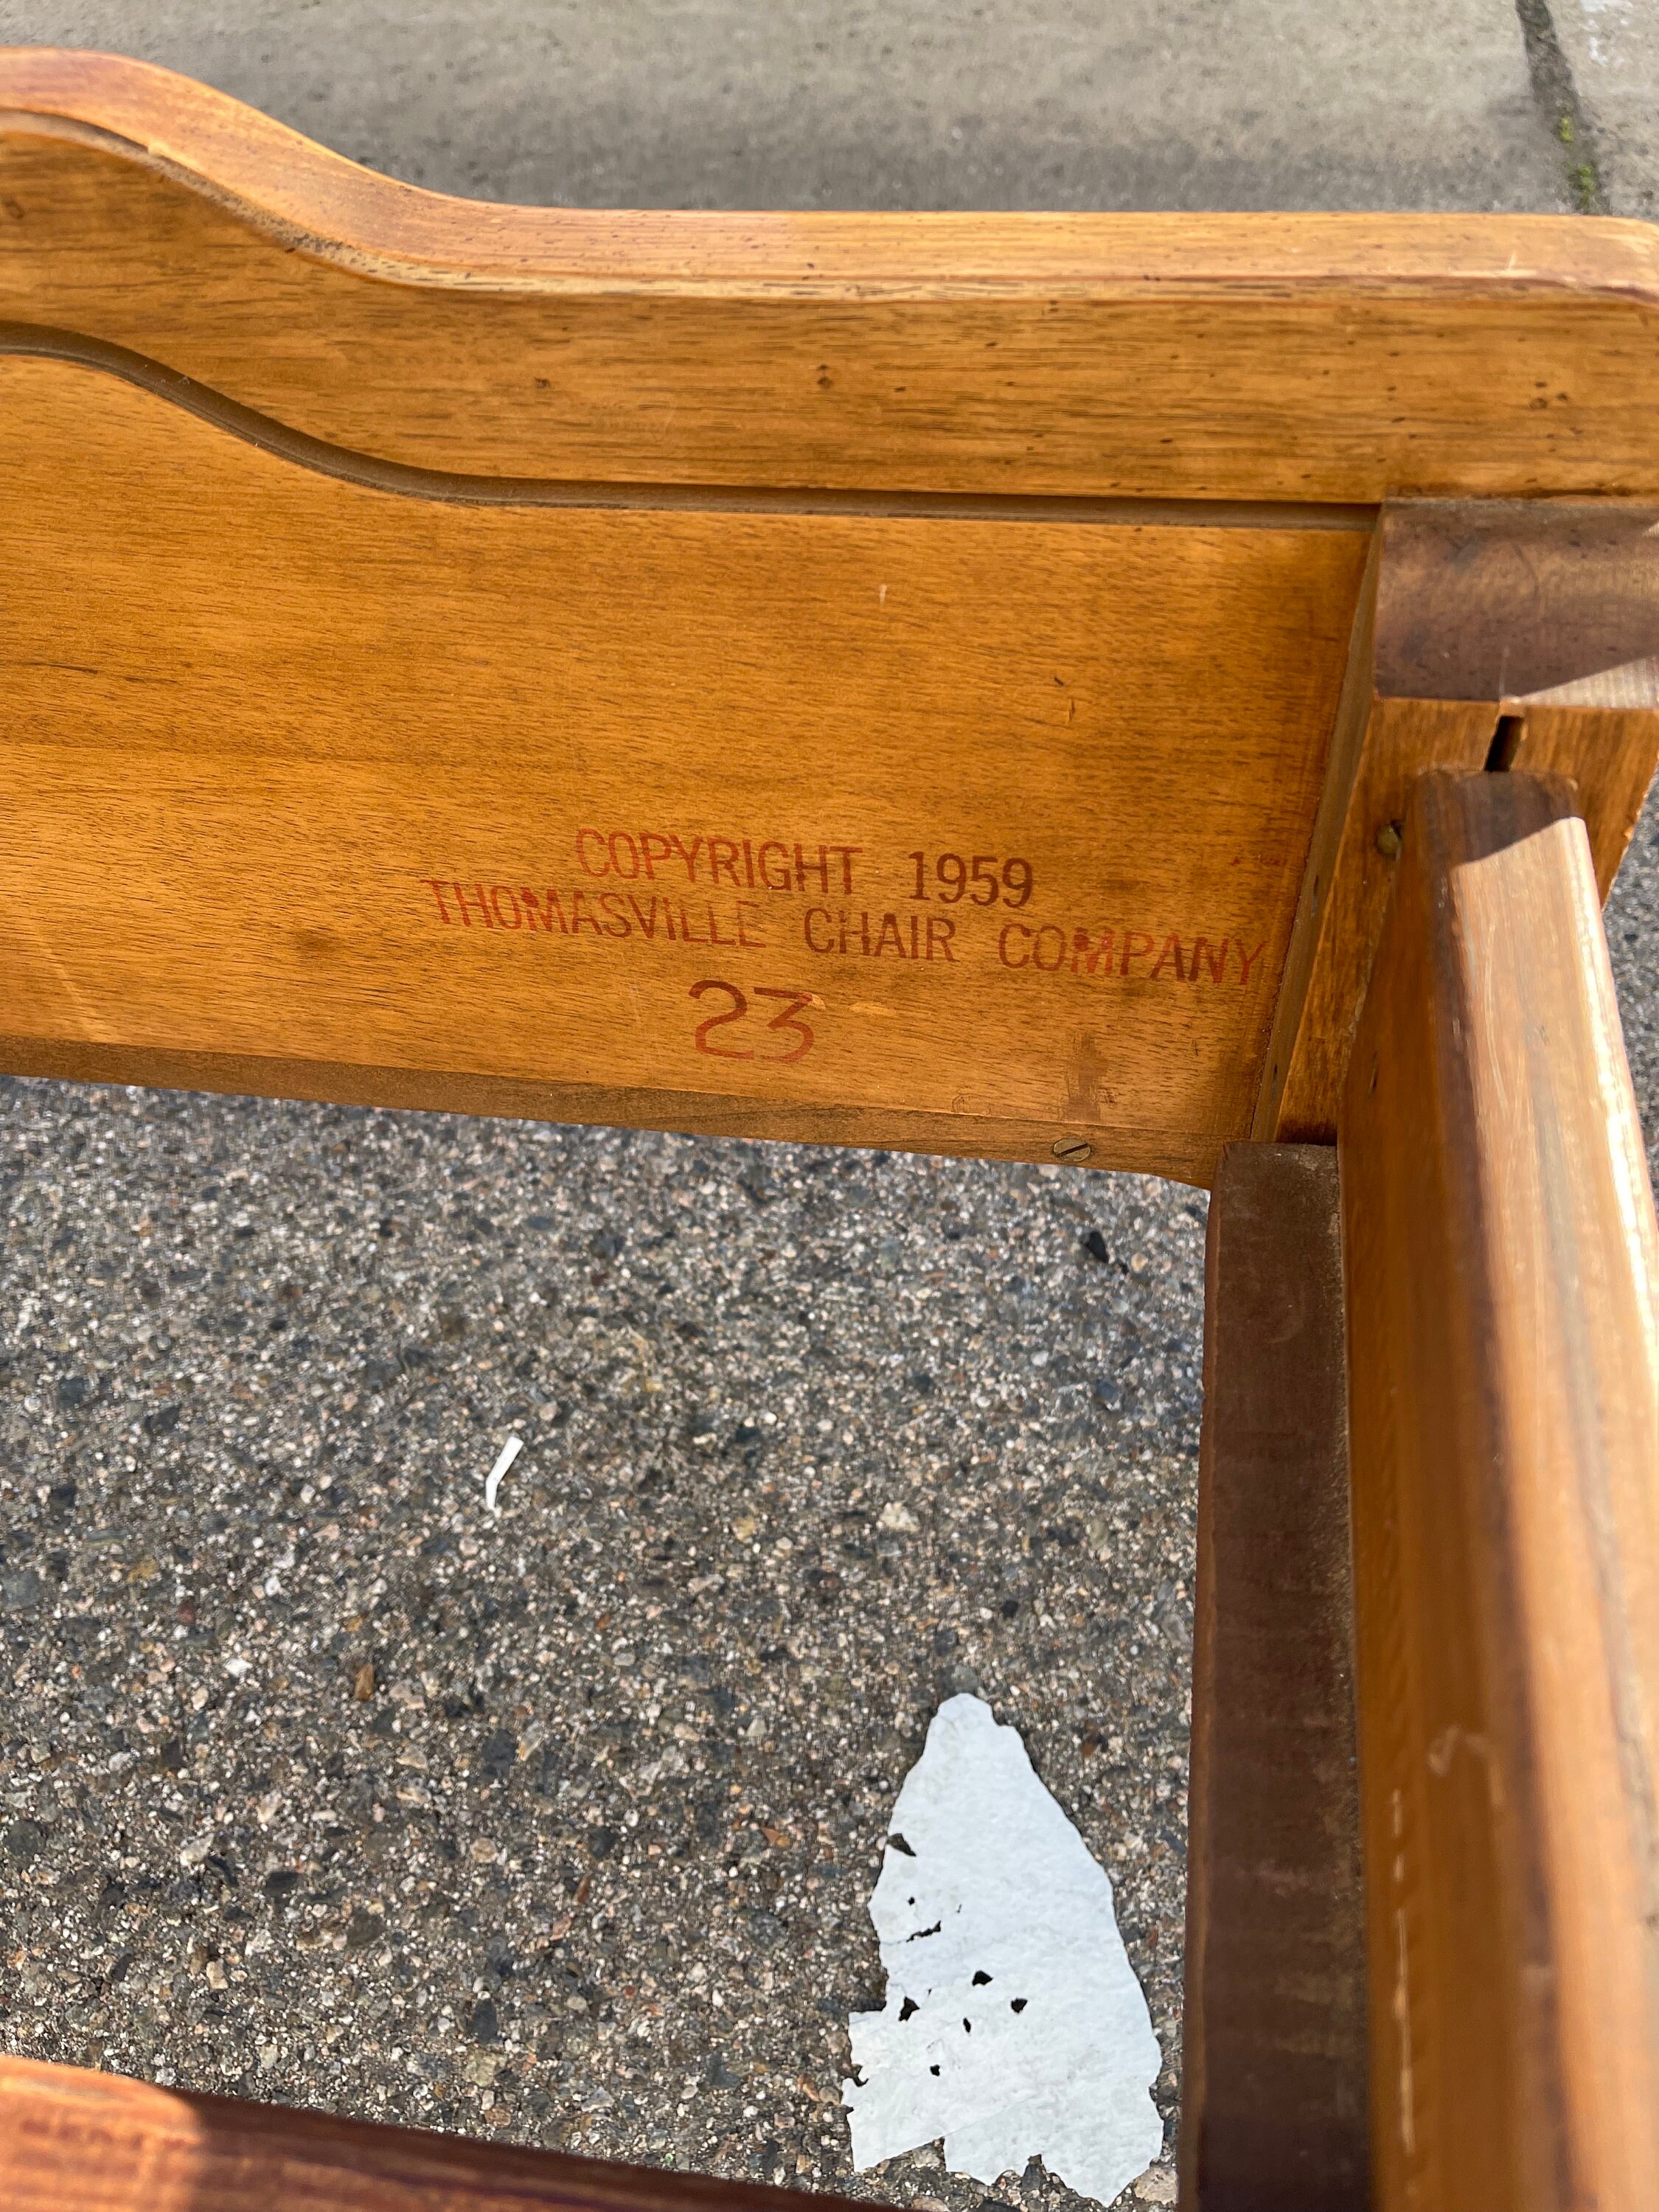 COPYRIGHT 1959
THOMASVILLE CHAIR COMPANY
23